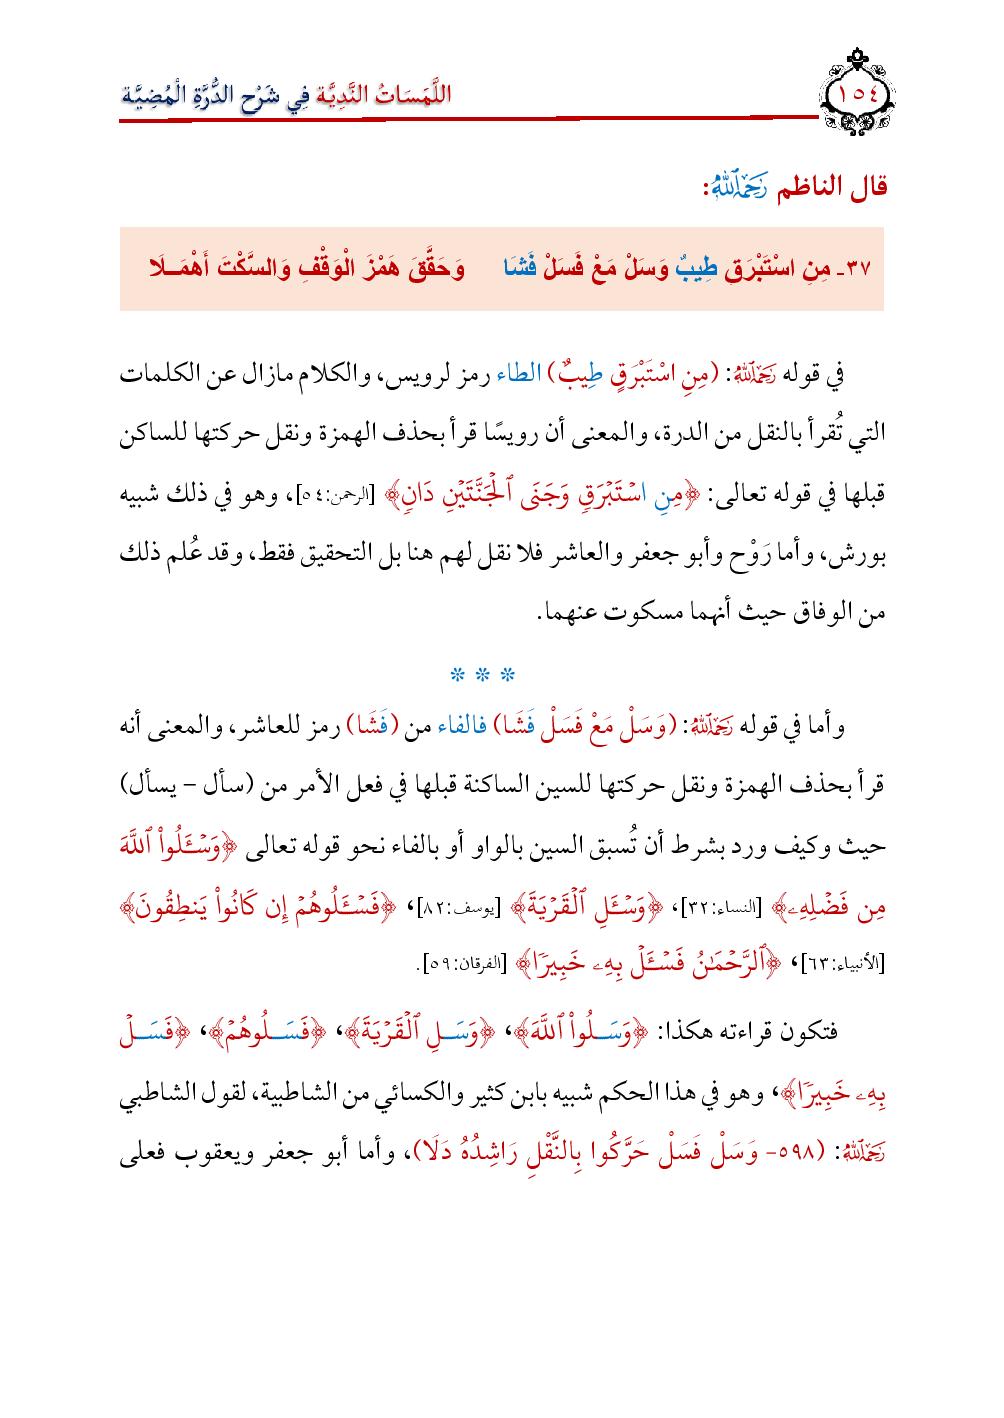 ١٥٤
اللَّمَسَاتُ النَّدِيَّة فِي شَرْح الدُّرَّةِ الْمُضِيَّة
قال الناظم رَحِمَهُ ٱللَّهُ:
٣٧ـ مِنِ اسْتَبْرَقٍ طِيبٌ وَسَلْ مَعْ فَسَلْ فَشَا وَحَقَّقَ هَمْزَ الْوَقْفِ وَالسَّكْتَ أَهْمَـلَا
في قوله رَحِمَهُ ٱللَّهُ: (مِنِ اسْتَبْرَقٍ طِيبٌ) الطاء رمز لرويس، والكلام مازال عن الكلمات
التي تُقرأ بالنقل من الدرة، والمعنى أن رويسًا قرأ بحذف الهمزة ونقل حركتها للساكن
قبلها في قوله تعالى: ﴿مِنِ اسۡتَبۡرَقٖ وَجَنَى ٱلۡجَنَّتَيۡنِ دَانٖ﴾ [الرحمن:٥٤]، وهو في ذلك شبيه
بورش، وأما رَوْح وأبو جعفر والعاشر فلا نقل لهم هنا بل التحقيق فقط، وقد عُلم ذلك
من الوفاق حيث أنهما مسكوت عنهما.
* * *
وأما في قوله رَحِمَهُ ٱللَّهُ: (وَسَلْ مَعْ فَسَلْ فَشَا) فالفاء من (فَشَا) رمز للعاشر، والمعنى أنه
قرأ بحذف الهمزة ونقل حركتها للسين الساكنة قبلها في فعل الأمر من (سأل – يسأل)
حيث وكيف ورد بشرط أن تُسبق السين بالواو أو بالفاء نحو قوله تعالى ﴿وَسۡـَٔلُواْ ٱللَّهَ
مِن فَضۡلِهِۦ﴾ [النساء:٣٢]، ﴿وَسۡـَٔلِ ٱلۡقَرۡيَةَ﴾ [يوسف:٨٢]، ﴿فَسۡـَٔلُوهُمۡ إِن كَانُواْ يَنطِقُونَ﴾
[الأنبياء:٦٣]، ﴿ٱلرَّحۡمَٰنُ فَسۡـَٔلۡ بِهِۦ خَبِيرٗا﴾ [الفرقان:٥٩].
فتكون قراءته هكذا: ﴿وَسَـلُواْ ٱللَّهَ﴾، ﴿وَسَـلِ ٱلۡقَرۡيَةَ﴾، ﴿فَسَـلُوهُمۡ﴾، ﴿فَسَـلۡ
بِهِۦ خَبِيرٗا﴾، وهو في هذا الحكم شبيه بابن كثير والكسائي من الشاطبية، لقول الشاطبي
رَحِمَهُ ٱللَّهُ: (٥٩٨- وَسَلْ فَسَلْ حَرَّكُوا بِالنَّقْلِ رَاشِدُهُ دَلَا)، وأما أبو جعفر ويعقوب فعلى